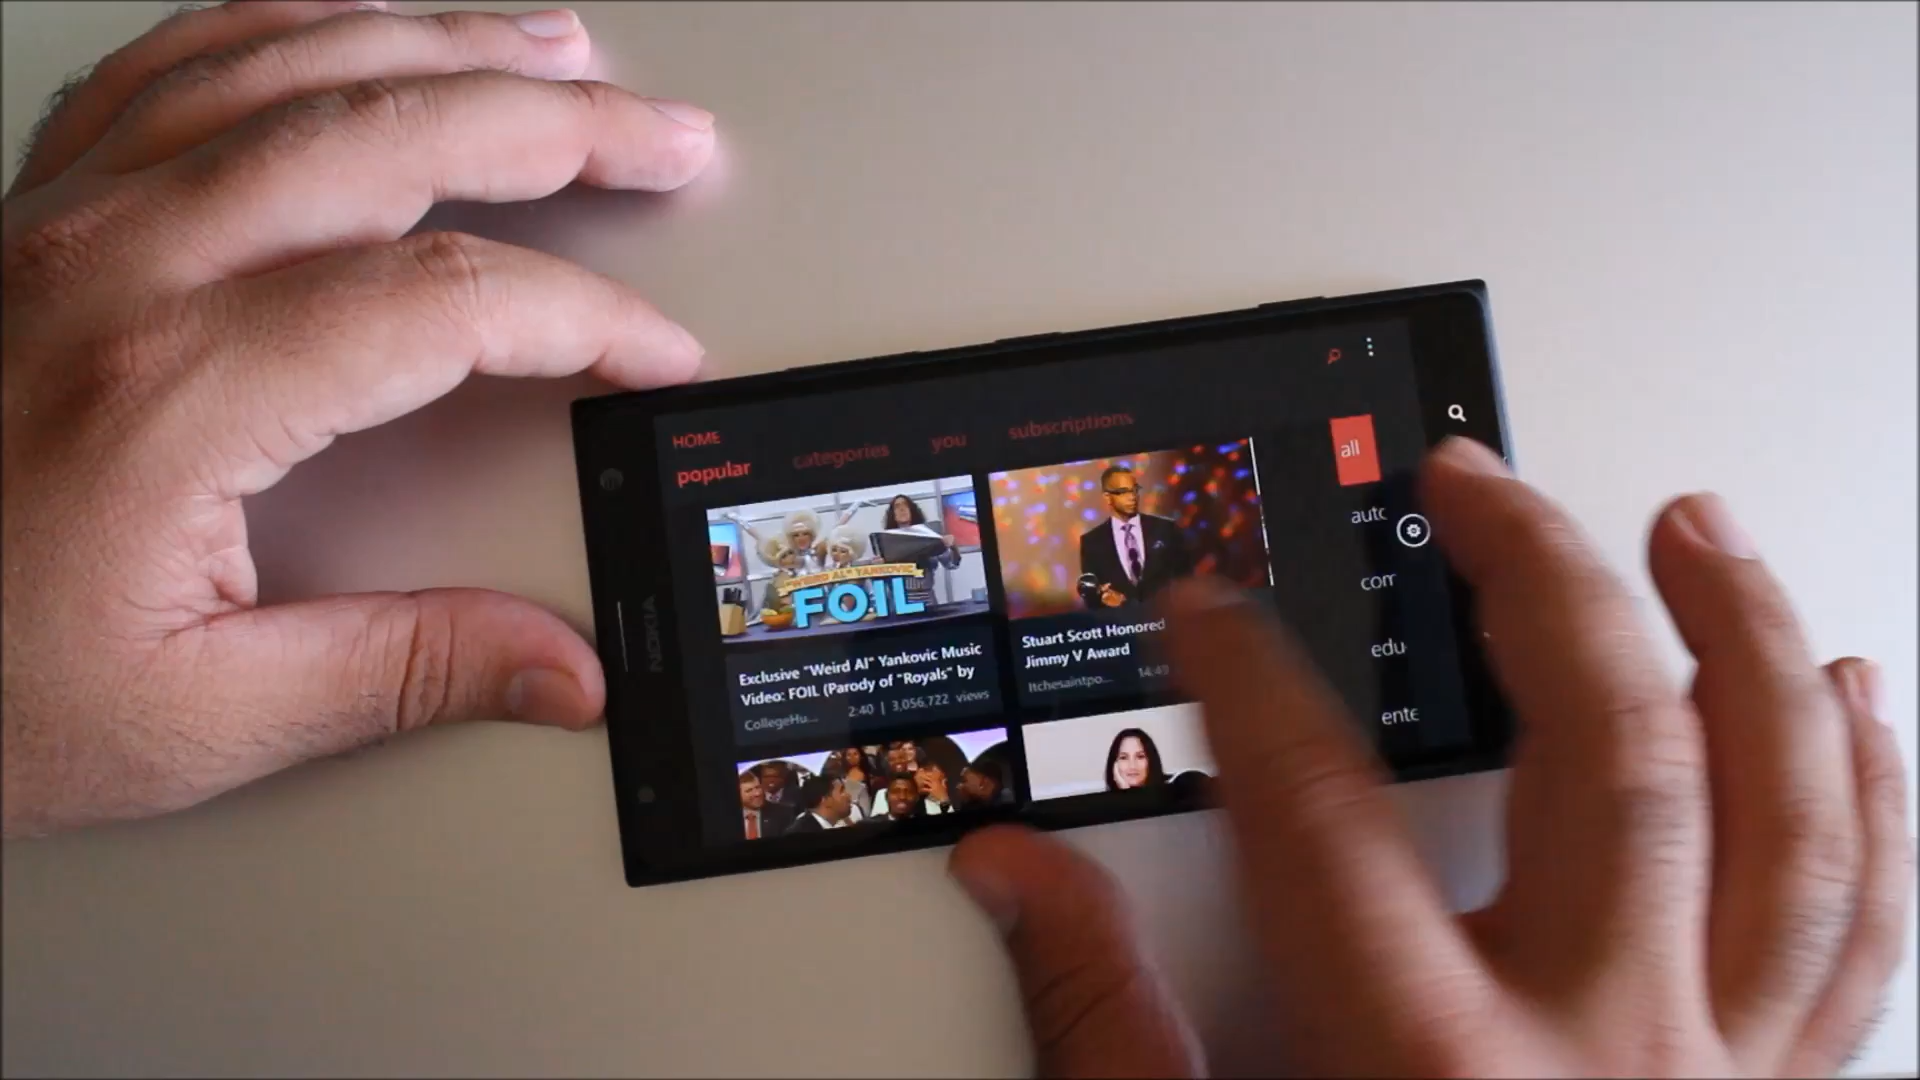 HOME
popular categories you subscriptions
all
auto
com
edu
ente
NOKIA
"WEIRD AL" YANKOVIC
FOIL
Exclusive "Weird Al" Yankovic Music
Video: FOIL (Parody of "Royals" by
CollegeHu... 2:40 | 3,056,722 views
Stuart Scott Honored
Jimmy V Award
Itchesaintpo... 14:49